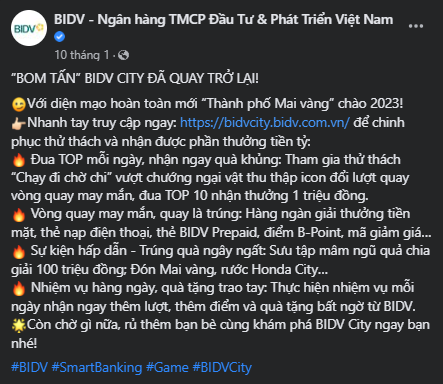 BIDV
BIDV - Ngân hàng TMCP Đầu Tư & Phát Triển Việt Nam
10 tháng 1 ·
“BOM TẤN” BIDV CITY ĐÃ QUAY TRỞ LẠI!
😜Với diện mạo hoàn toàn mới “Thành phố Mai vàng” chào 2023!
👉🏻Nhanh tay truy cập ngay: https://bidvcity.bidv.com.vn/ để chinh
phục thử thách và nhận được phần thưởng tiền tỷ:
🔥 Đua TOP mỗi ngày, nhận ngay quà khủng: Tham gia thử thách
“Chạy đi chờ chi” vượt chướng ngại vật thu thập icon đổi lượt quay
vòng quay may mắn, đua TOP 10 nhận thưởng 1 triệu đồng.
🔥 Vòng quay may mắn, quay là trúng: Hàng ngàn giải thưởng tiền
mặt, thẻ nạp điện thoại, thẻ BIDV Prepaid, điểm B-Point, mã giảm giá...
🔥 Sự kiện hấp dẫn - Trúng quà ngây ngất: Sưu tập mâm ngũ quả chia
giải 100 triệu đồng; Đón Mai vàng, rước Honda City...
🔥 Nhiệm vụ hàng ngày, quà tặng trao tay: Thực hiện nhiệm vụ mỗi
ngày nhận ngay thêm lượt, thêm điểm và quà tặng bất ngờ từ BIDV.
🌟Còn chờ gì nữa, rủ thêm bạn bè cùng khám phá BIDV City ngay bạn
nhé!
#BIDV #SmartBanking #Game #BIDVCity